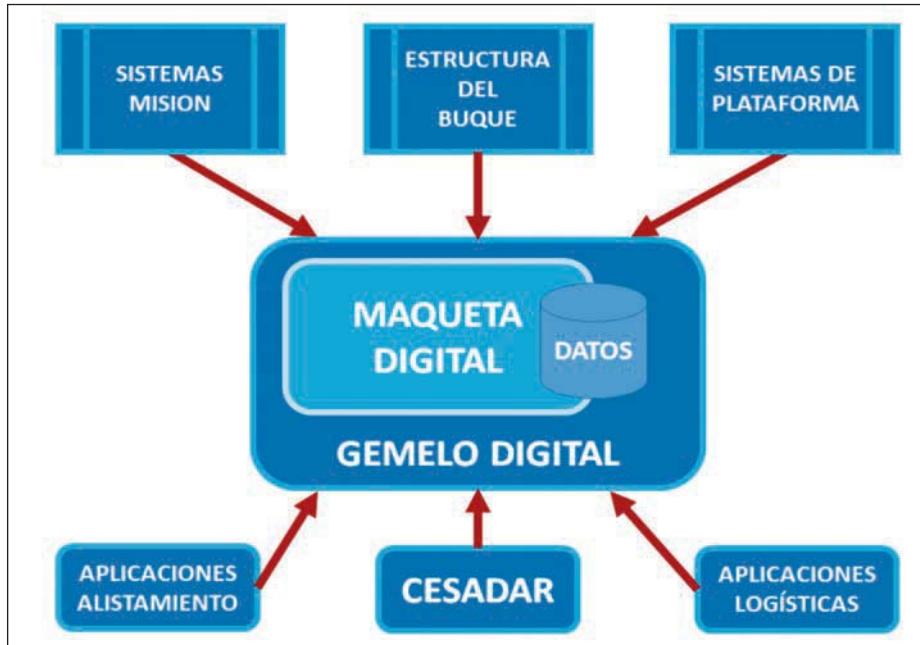 SISTEMAS
MISION
ESTRUCTURA
DEL
BUQUE
SISTEMAS DE
PLATAFORMA
MAQUETA
DIGITAL
DATOS
GEMELO DIGITAL
APLICACIONES
ALISTAMIENTO
CESADAR
APLICACIONES
LOGÍSTICAS